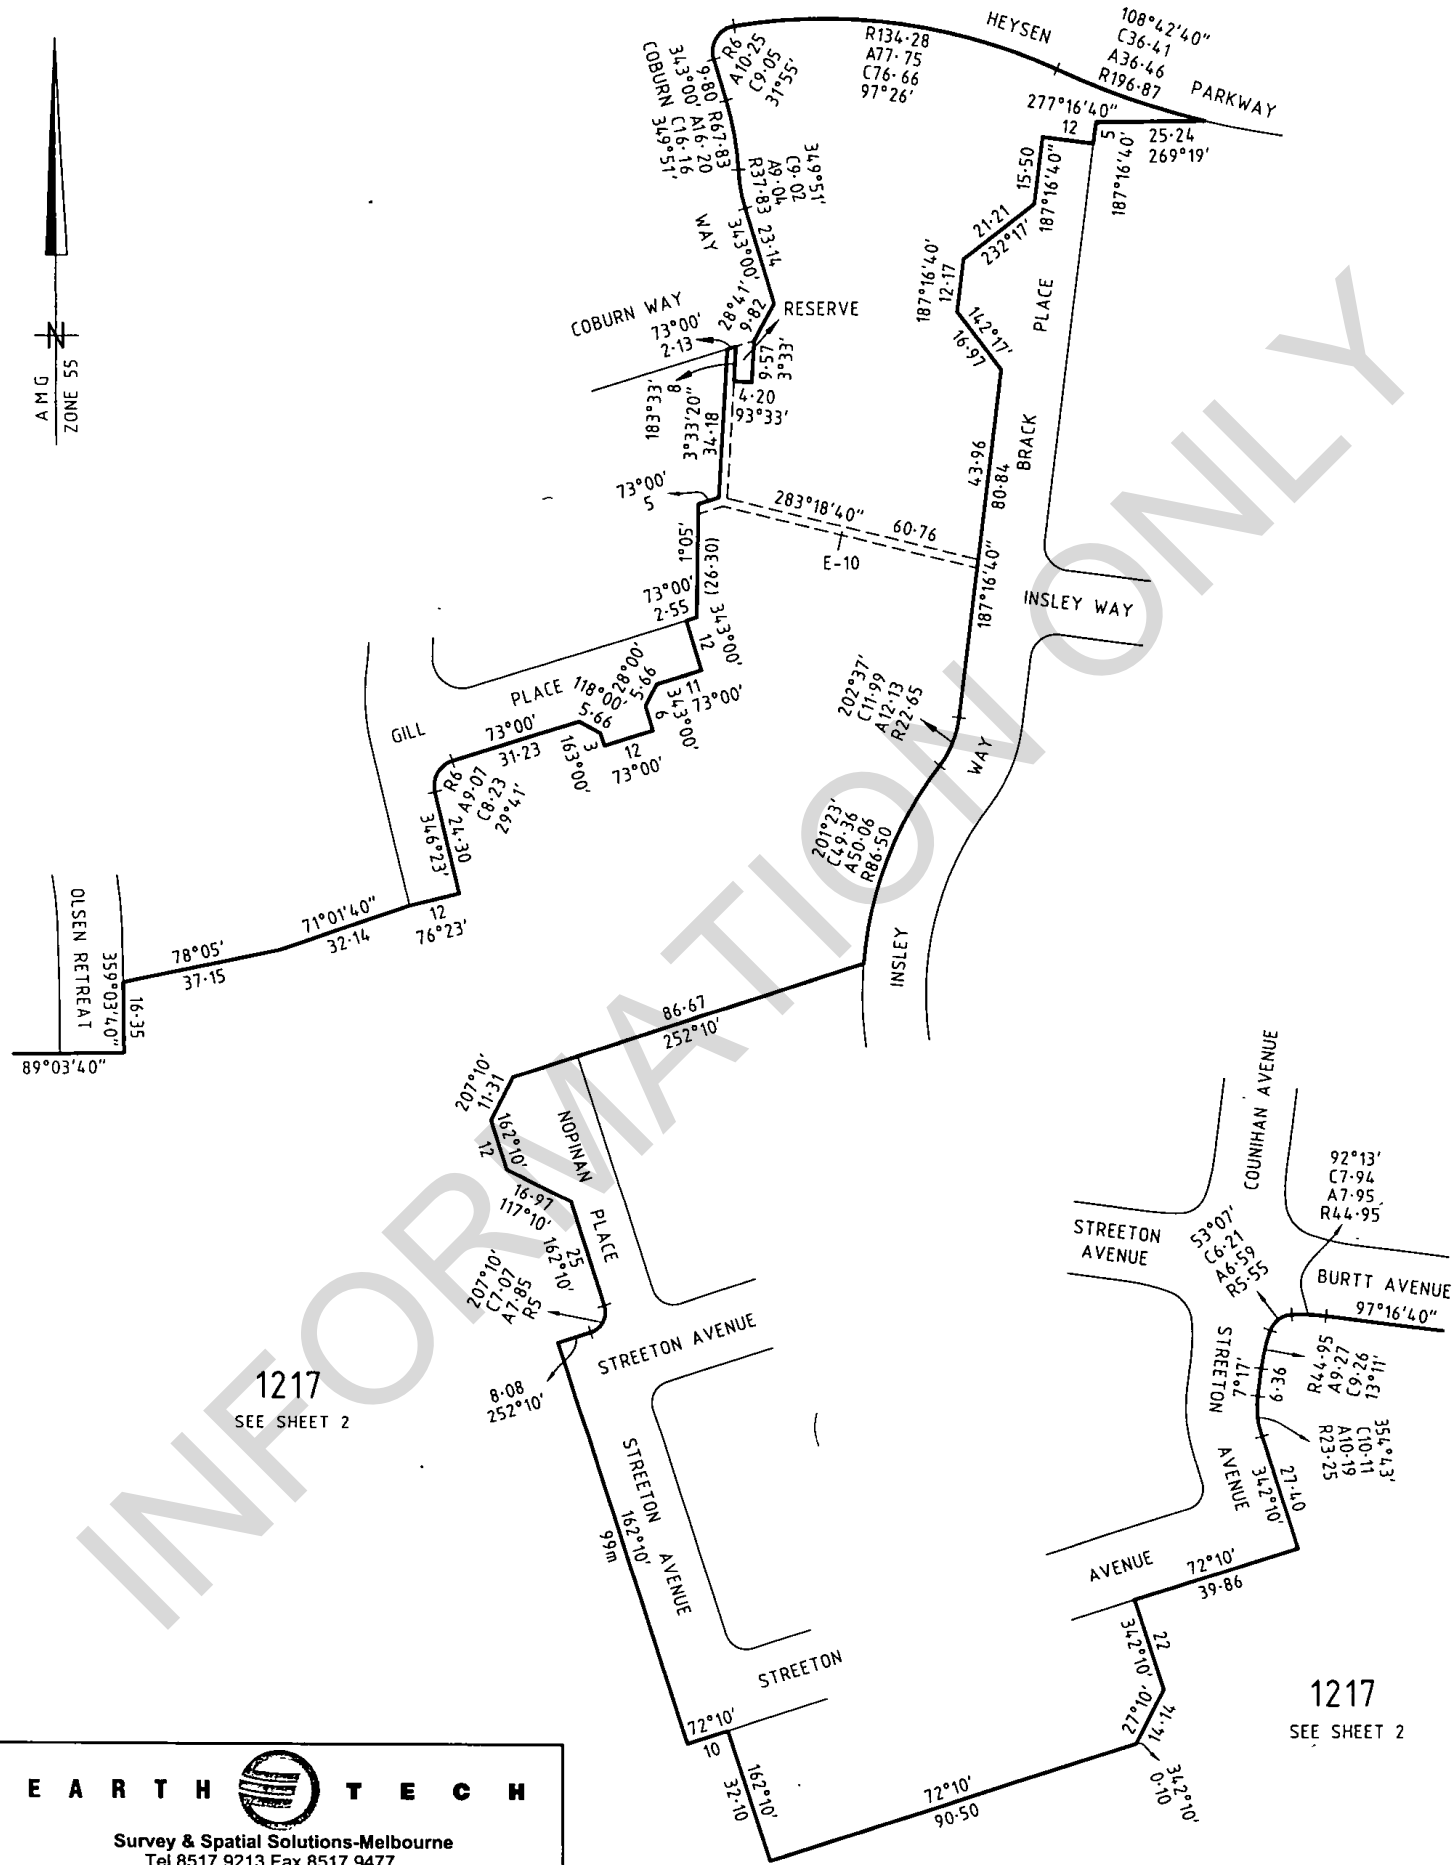 HEYSEN
PARKWAY
108°42'40"
C36·41
A36·46
R196·87
R134·28
A77·75
C76·66
97°26'
R6
A10·25
C9·05
31°55'
277°16'40"
12
5
187°16'40'
25·24
269°19'
15·50
187°16'40"
21·21
232°17'
187°16'40'
12·17
142°17'
16·97
COBURN
WAY
9·80
343°00'
R67·83
A16·20
C16·16
349°51'
349°51'
C9·02
A9·04
R37·83
23·14
343°00'
28°41'
9·82
RESERVE
COBURN WAY
73°00'
2·13
9·57
3°33'
8
183°33'
4·20
93°33'
3°33'20"
34·18
AMG
ZONE 55
N
73°00'
5
283°18'40"
60·76
E-10
43·96
80·84
187°16'40"
BRACK
PLACE
INSLEY WAY
1°05'
(26·30)
73°00'
2·55
343°00'
12
11
73°00'
28°00'
5·66
343°00'
6
118°00'
5·66
163°00'
3
12
73°00'
GILL
PLACE
73°00'
31·23
R6
A9·07
C8·23
29°41'
346°23'
24·30
12
76°23'
71°01'40"
32·14
78°05'
37·15
OLSEN RETREAT
359°03'40"
16·35
89°03'40"
202°37'
C11·99
A12·13
R22·65
WAY
201°23'
C49·36
A50·06
R86·50
INSLEY
86·67
252°10'
207°10'
11·31
162°10'
12
16·97
117°10'
NOPINAN
PLACE
25
162°10'
207°10'
C7·07
A7·85
R5
8·08
252°10'
STREETON AVENUE
1217
SEE SHEET 2
STREETON
AVENUE
162°10'
99m
STREETON
72°10'
10
162°10'
32·10
72°10'
90·50
342°10'
0·10
27°10'
14·14
342°10'
22
72°10'
39·86
AVENUE
COUNIHAN AVENUE
STREETON
AVENUE
92°13'
C7·94
A7·95
R44·95
53°07'
C6·21
A6·59
R5·55
BURTT AVENUE
97°16'40"
STREETON
AVENUE
7°17'
6·36
R44·95
A9·27
C9·26
13°11'
354°43'
C10·11
A10·19
R23·25
27·40
342°10'
1217
SEE SHEET 2
INFORMATION ONLY
EARTH TECH
Survey & Spatial Solutions-Melbourne
Tel 8517 9213 Fax 8517 9477